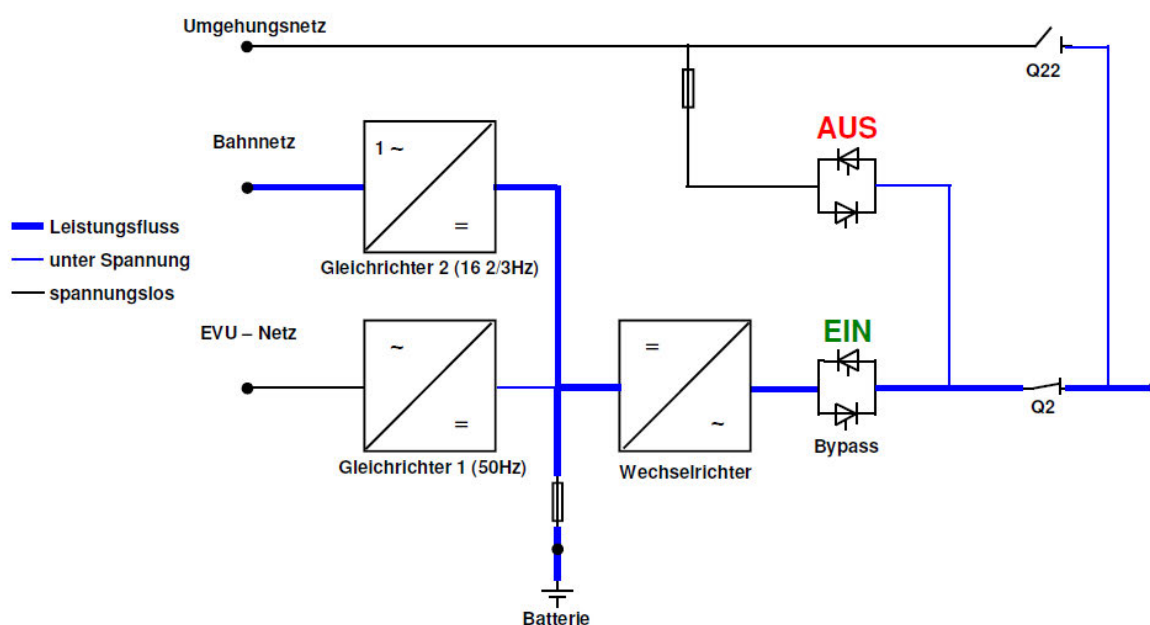 Umgehungsnetz
Q22
AUS
Bahnnetz
1 ~
=
Leistungsfluss
Gleichrichter 2 (16 2/3Hz)
unter Spannung
spannungslos
EVU – Netz
EIN
~
=
=
~
Q2
Gleichrichter 1 (50Hz)
Wechselrichter
Bypass
Batterie